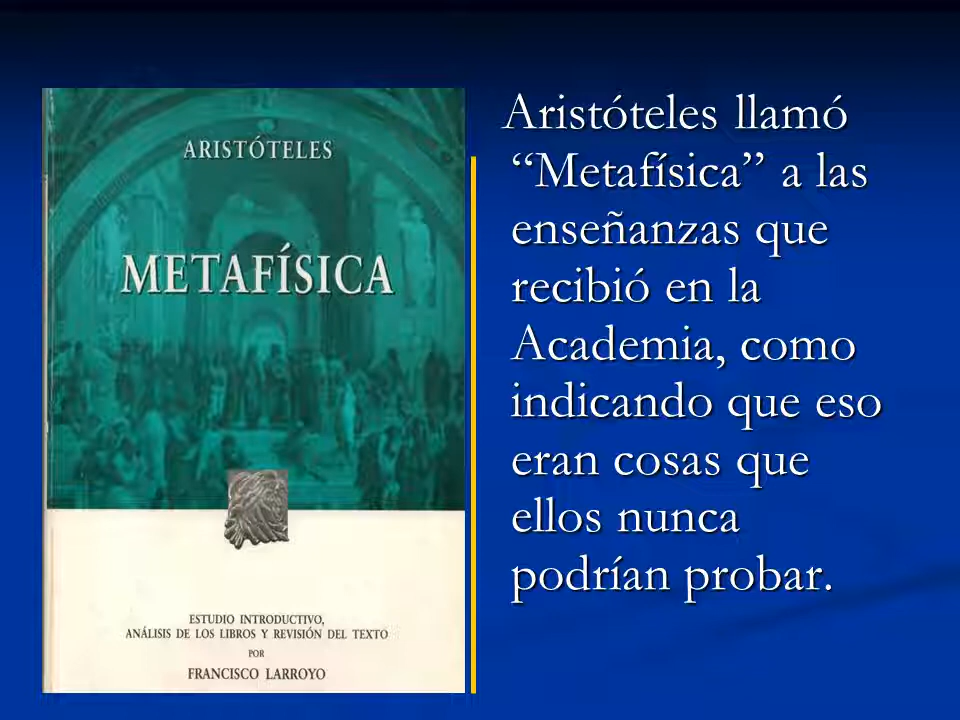 ARISTÓTELES
METAFÍSICA
ESTUDIO INTRODUCTIVO,
ANÁLISIS DE LOS LIBROS Y REVISIÓN DEL TEXTO
POR
FRANCISCO LARROYO
Aristóteles llamó
“Metafísica” a las
enseñanzas que
recibió en la
Academia, como
indicando que eso
eran cosas que
ellos nunca
podrían probar.